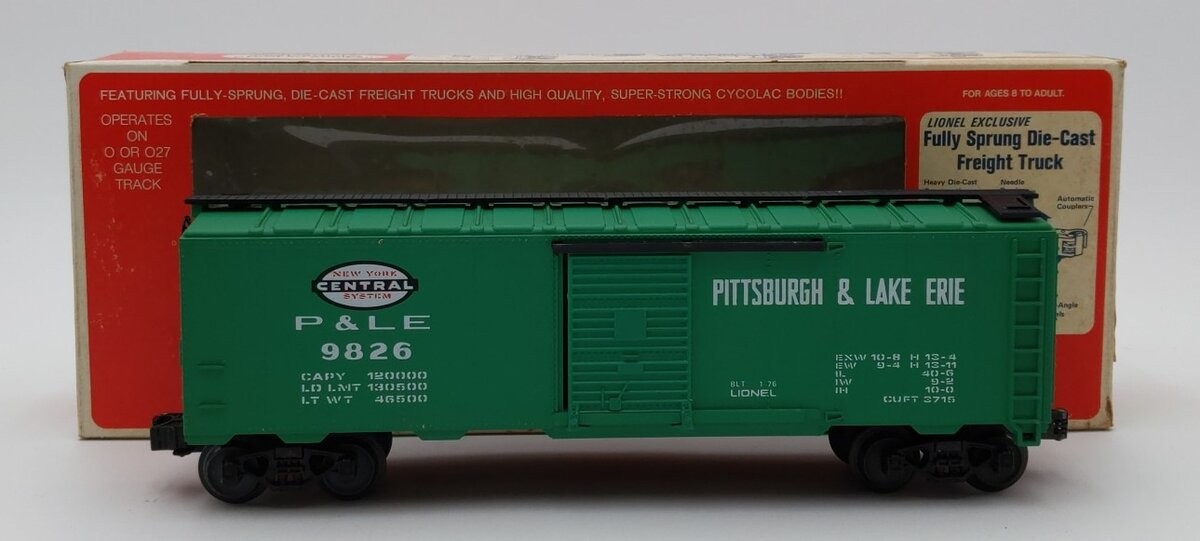 FEATURING FULLY-SPRUNG, DIE-CAST FREIGHT TRUCKS AND HIGH QUALITY, SUPER-STRONG CYCOLAC BODIES!!
FOR AGES 8 TO ADULT.
OPERATES
ON
O OR O27
GAUGE
TRACK
LIONEL EXCLUSIVE
Fully Sprung Die-Cast
Freight Truck
Heavy Die-Cast
Needle
Automatic
Couplers
NEW YORK
CENTRAL
SYSTEM
P & LE
9826
CAPY 120000
LD LMT 130500
LT WT 46500
PITTSBURGH & LAKE ERIE
BLT 1-76
LIONEL
EXW 10-8 H 13-4
EW 9-4 H 13-11
IL 40-6
IW 9-2
IH 10-0
CUFT 3715